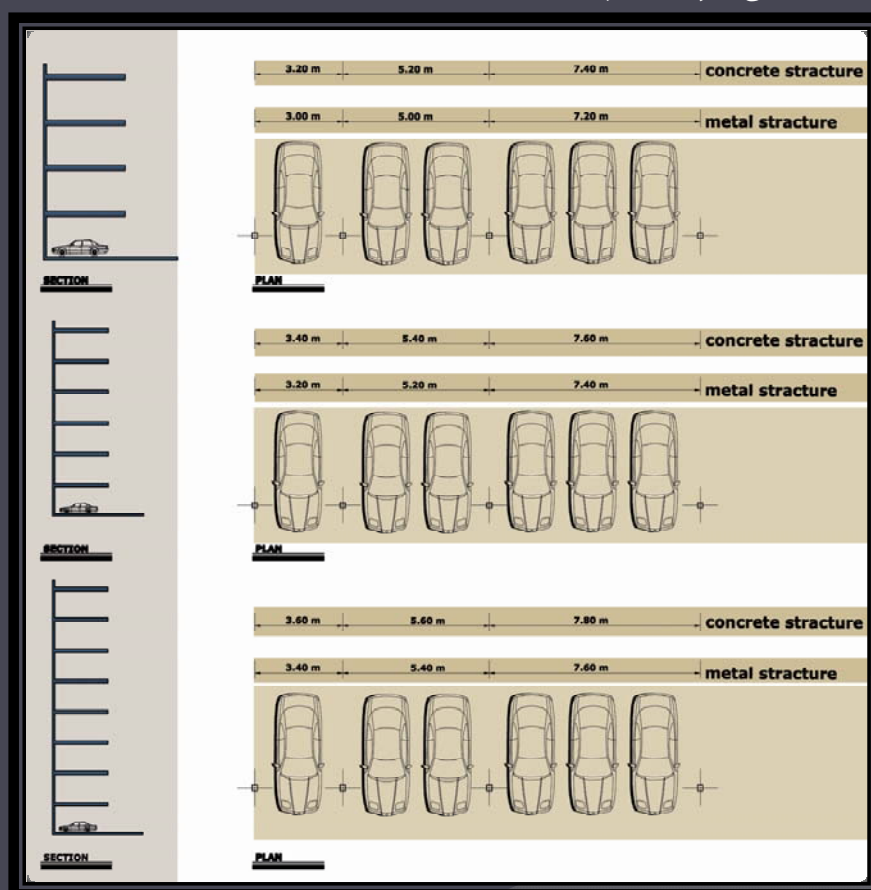 3.20 m 5.20 m 7.40 m concrete stracture
3.00 m 5.00 m 7.20 m metal stracture
SECTION PLAN
3.40 m 5.40 m 7.60 m concrete stracture
3.20 m 5.20 m 7.40 m metal stracture
SECTION PLAN
3.60 m 5.60 m 7.80 m concrete stracture
3.40 m 5.40 m 7.60 m metal stracture
SECTION PLAN